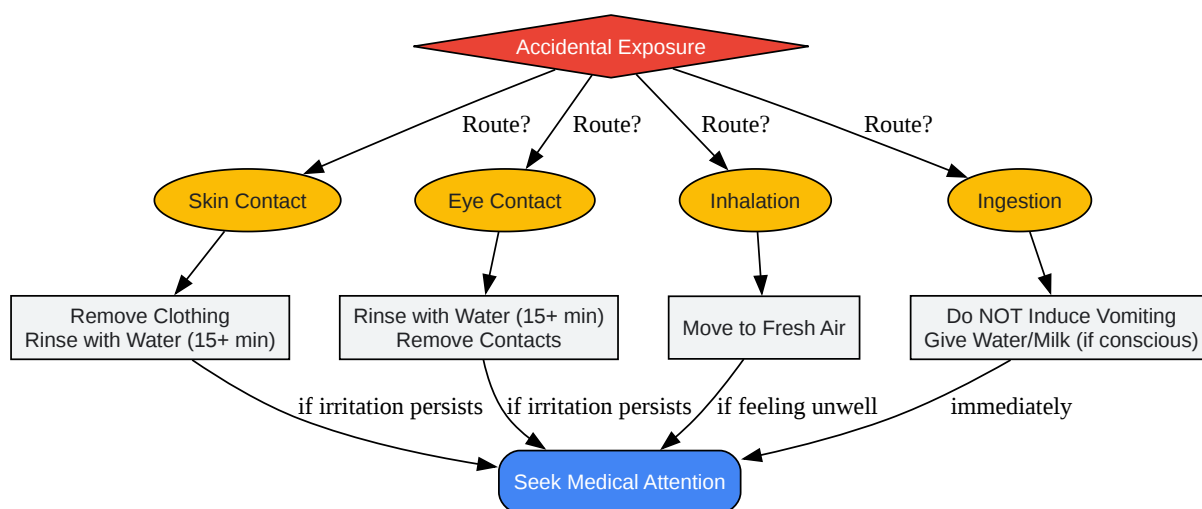 Accidental Exposure
Route?
Route?
Route?
Route?
Skin Contact
Eye Contact
Inhalation
Ingestion
Remove Clothing
Rinse with Water (15+ min)
Rinse with Water (15+ min)
Remove Contacts
Move to Fresh Air
Do NOT Induce Vomiting
Give Water/Milk (if conscious)
if irritation persists
if irritation persists
if feeling unwell
immediately
Seek Medical Attention